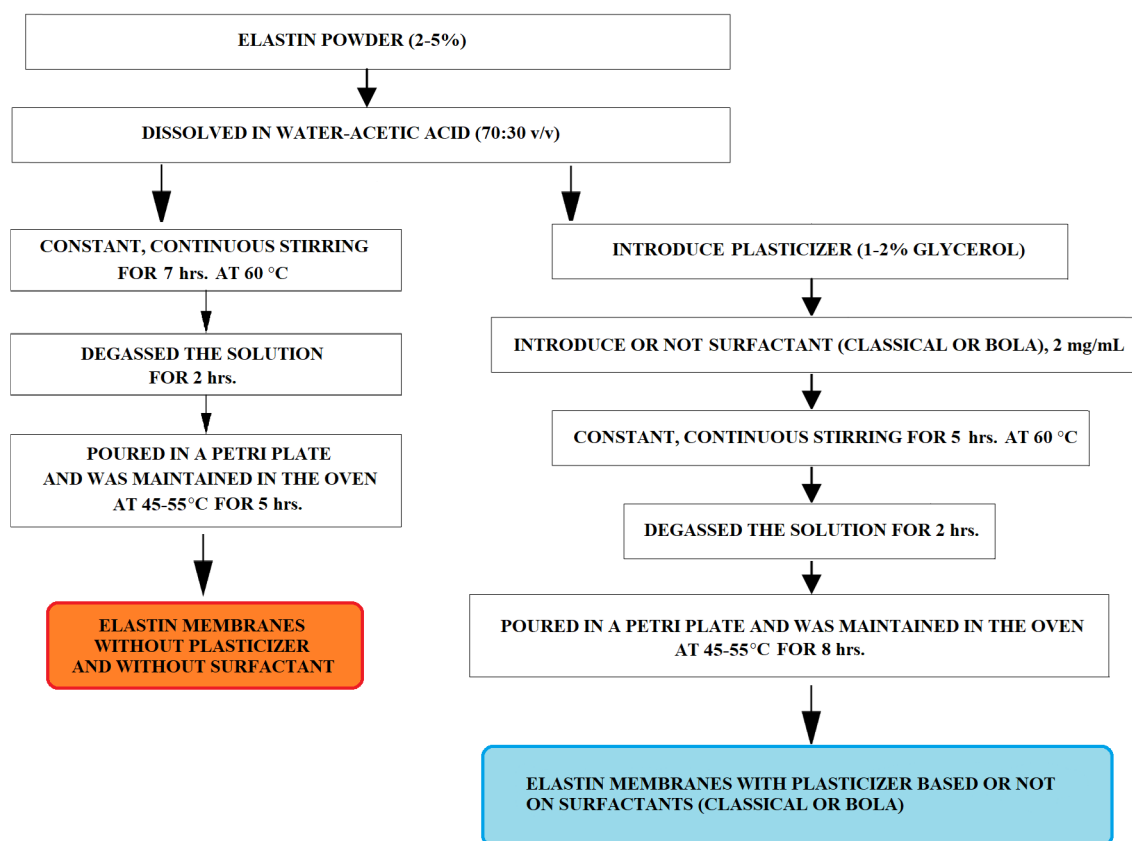 ELASTIN POWDER (2-5%)
DISSOLVED IN WATER-ACETIC ACID (70:30 v/v)
CONSTANT, CONTINUOUS STIRRING
FOR 7 hrs. AT 60 °C
DEGASSED THE SOLUTION
FOR 2 hrs.
POURED IN A PETRI PLATE
AND WAS MAINTAINED IN THE OVEN
AT 45-55°C FOR 5 hrs.
ELASTIN MEMBRANES
WITHOUT PLASTICIZER
AND WITHOUT SURFACTANT
INTRODUCE PLASTICIZER (1-2% GLYCEROL)
INTRODUCE OR NOT SURFACTANT (CLASSICAL OR BOLA), 2 mg/mL
CONSTANT, CONTINUOUS STIRRING FOR 5 hrs. AT 60 °C
DEGASSED THE SOLUTION FOR 2 hrs.
POURED IN A PETRI PLATE AND WAS MAINTAINED IN THE OVEN
AT 45-55°C FOR 8 hrs.
ELASTIN MEMBRANES WITH PLASTICIZER BASED OR NOT
ON SURFACTANTS (CLASSICAL OR BOLA)